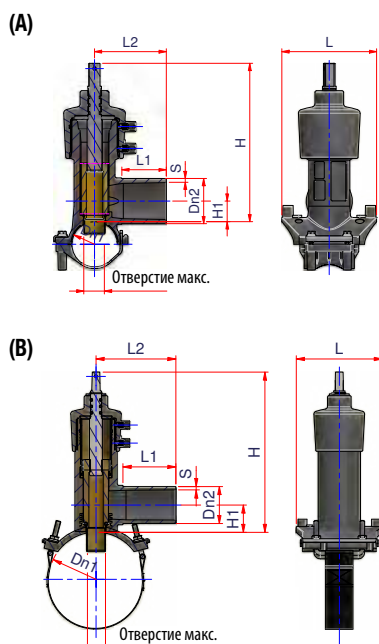 (A)
L2
L
H
L1
S
Dn2
H1
Отверстие макс.
(B)
L2
L
H
L1
S
Dn2
H1
Dn1
Отверстие макс.